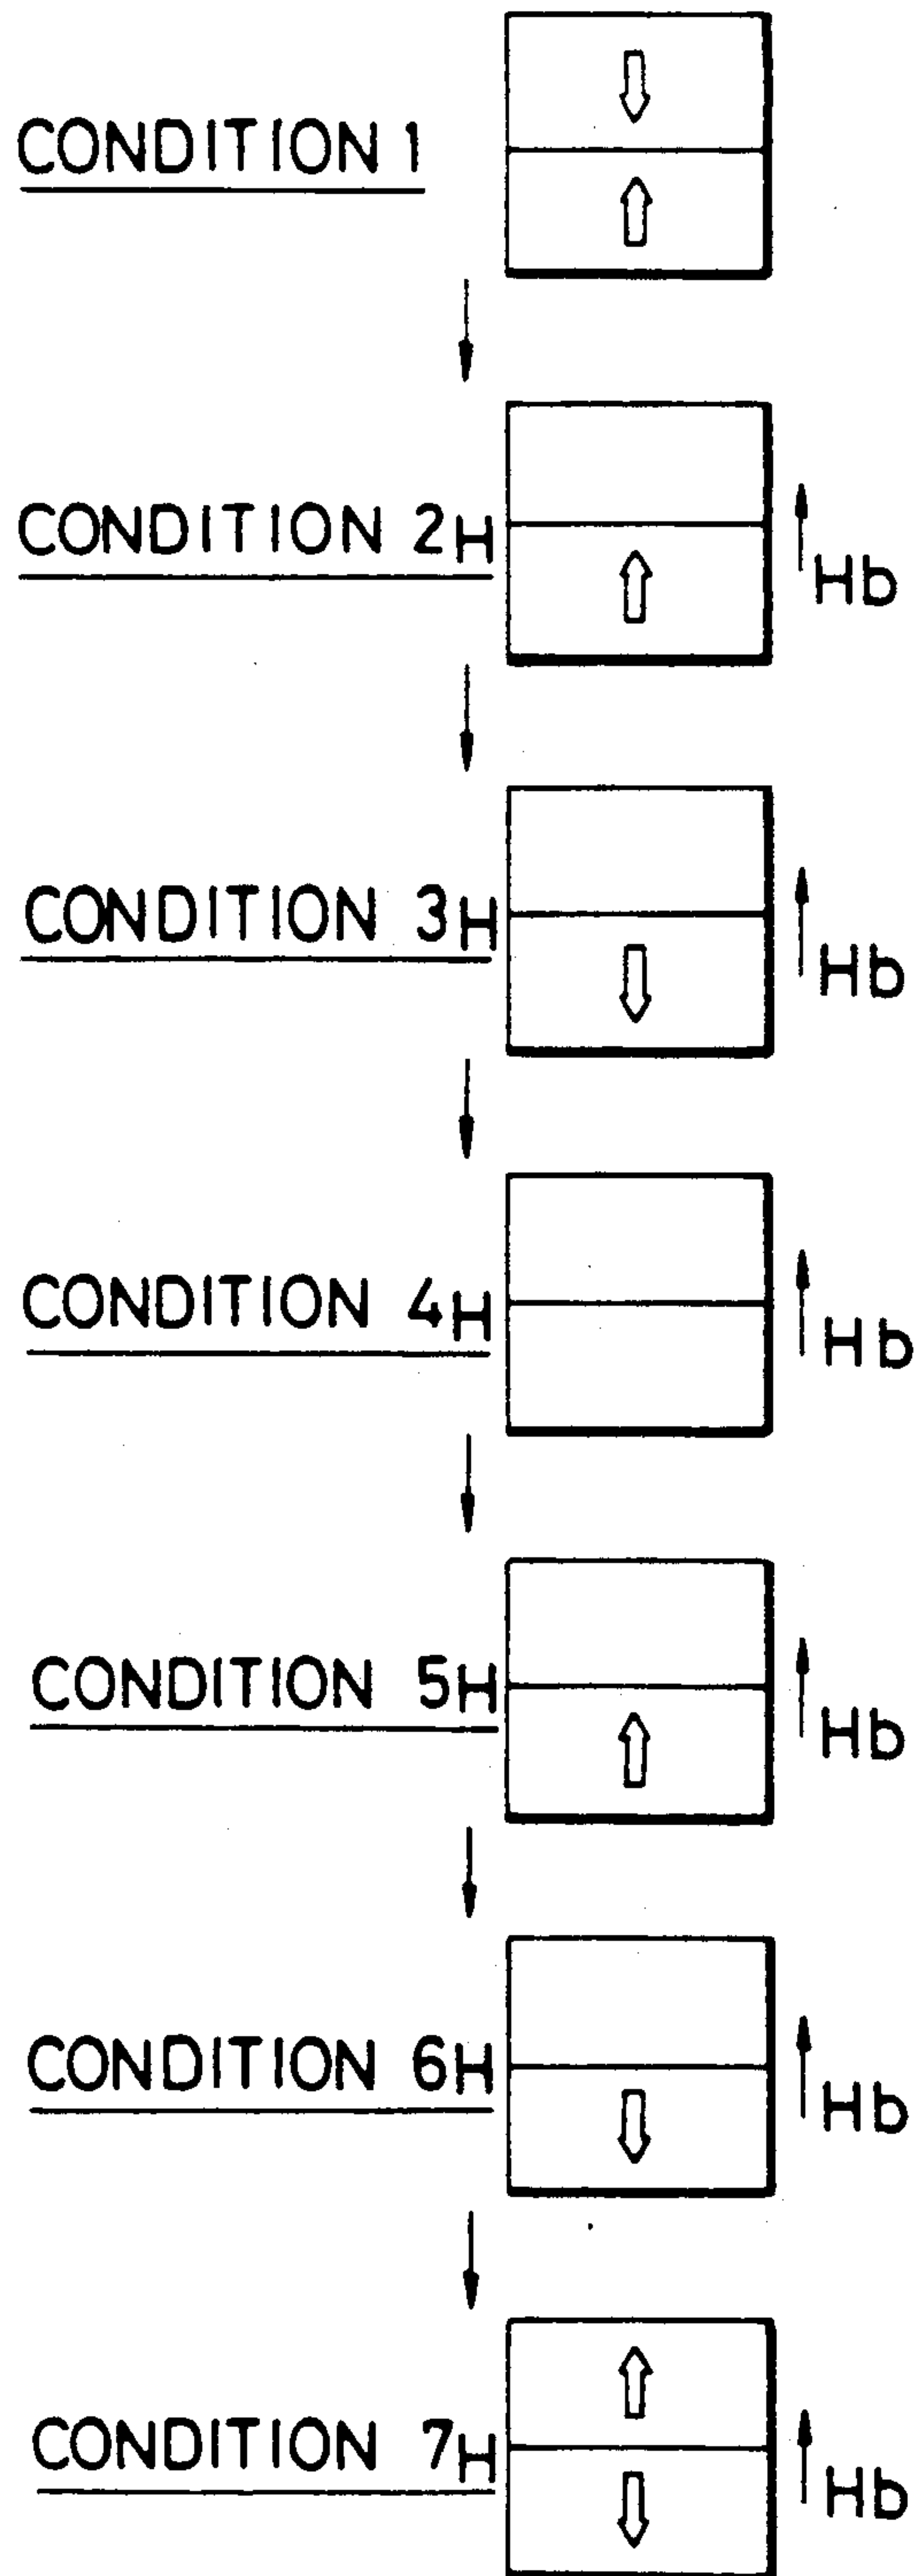 CONDITION 1
CONDITION 2H
Hb
CONDITION 3H
Hb
CONDITION 4H
Hb
CONDITION 5H
Hb
CONDITION 6H
Hb
CONDITION 7H
Hb